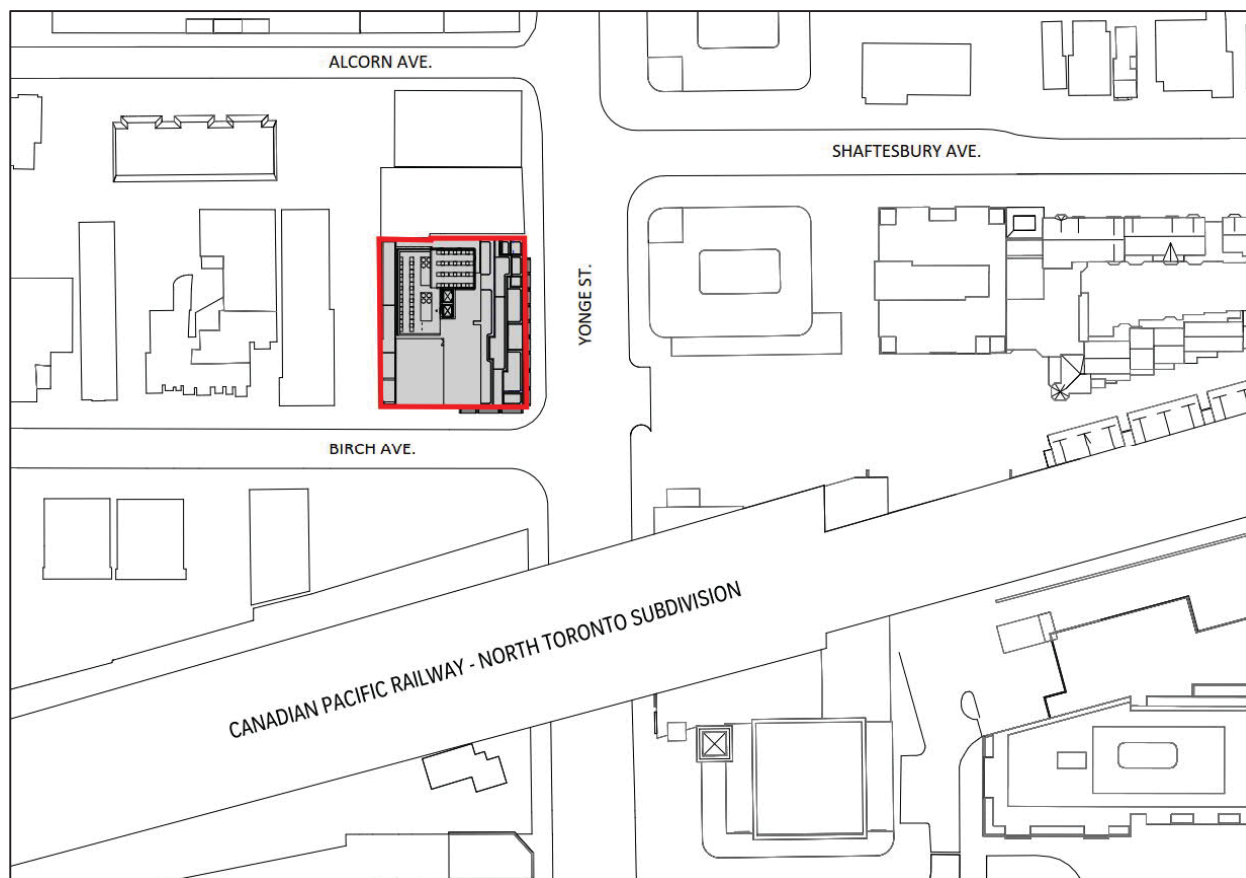 ALCORN AVE.
SHAFTESBURY AVE.
YONGE ST.
BIRCH AVE.
CANADIAN PACIFIC RAILWAY - NORTH TORONTO SUBDIVISION